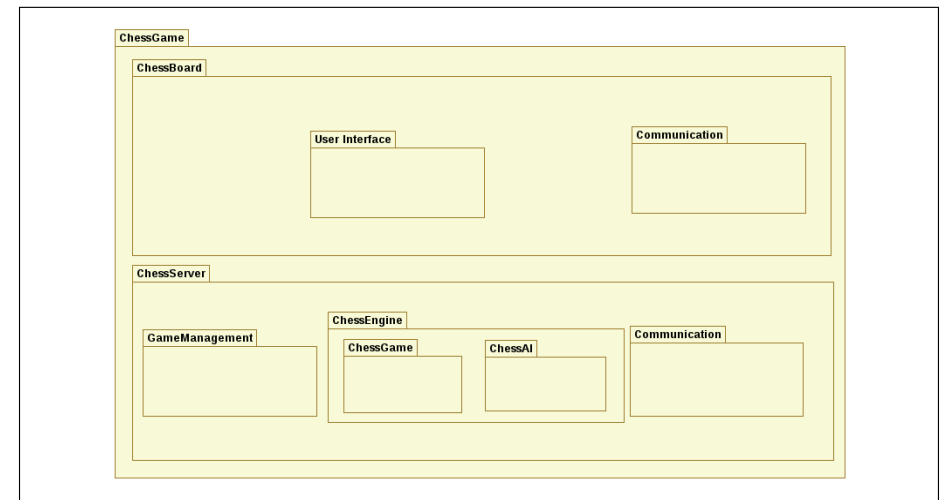 ChessGame
ChessBoard
User Interface
Communication
ChessServer
GameManagement
ChessEngine
ChessGame
ChessAI
Communication